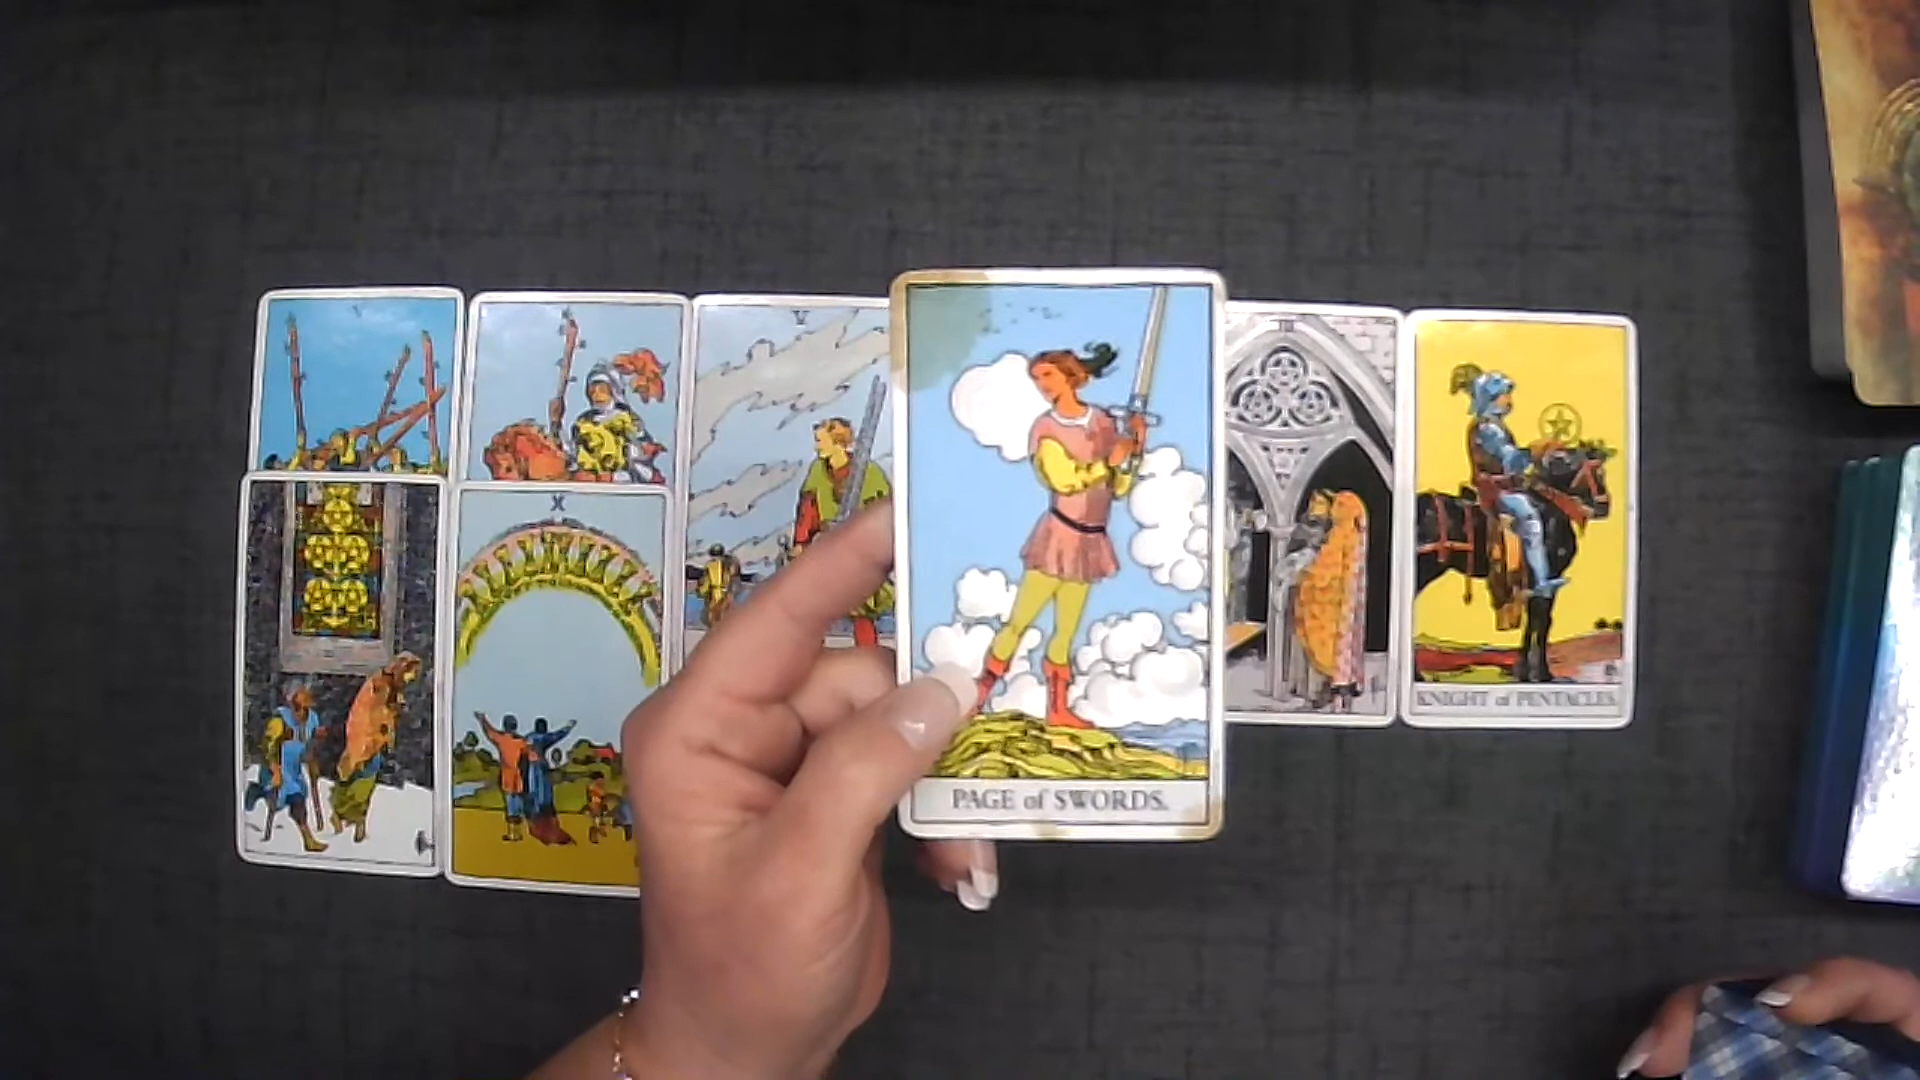 V
X
PAGE of SWORDS.
KNIGHT of PENTACLES.